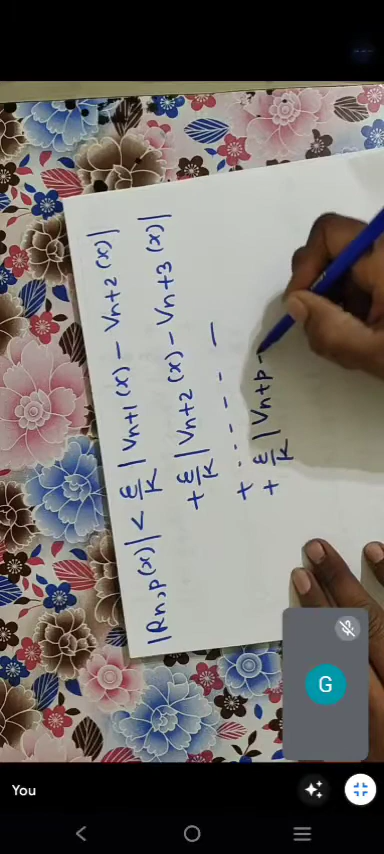 |Rn,p(x)| < ε/K |Vn+1(x) − Vn+2(x)|
+ ε/K |Vn+2(x) − Vn+3(x)|
+ . - - - - —
+ ε/K |Vn+p-
G
You